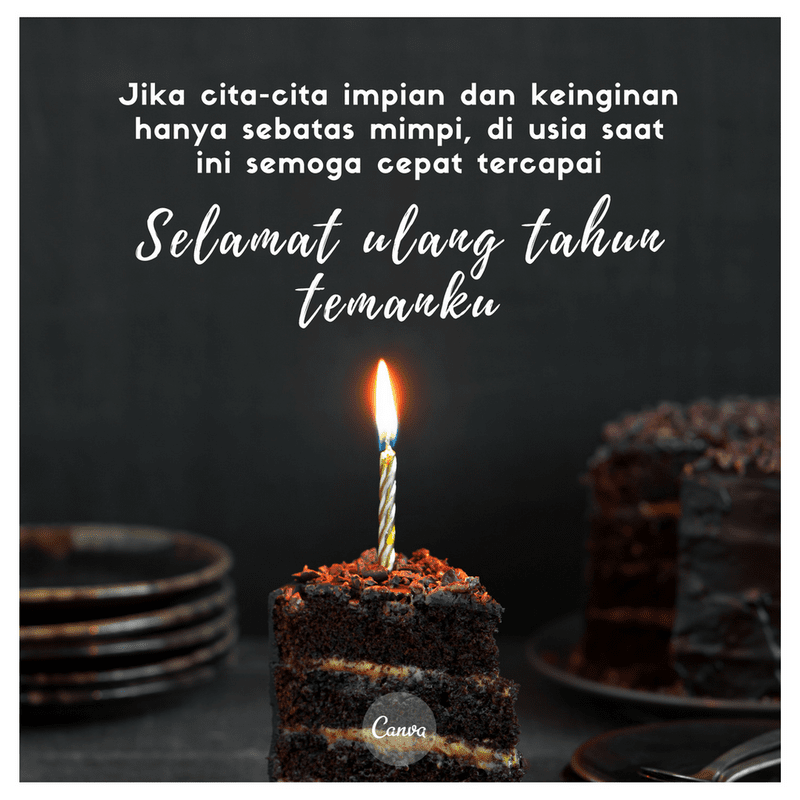 Jika cita-cita impian dan keinginan
hanya sebatas mimpi, di usia saat
ini semoga cepat tercapai
Selamat ulang tahun
temanku
Canva